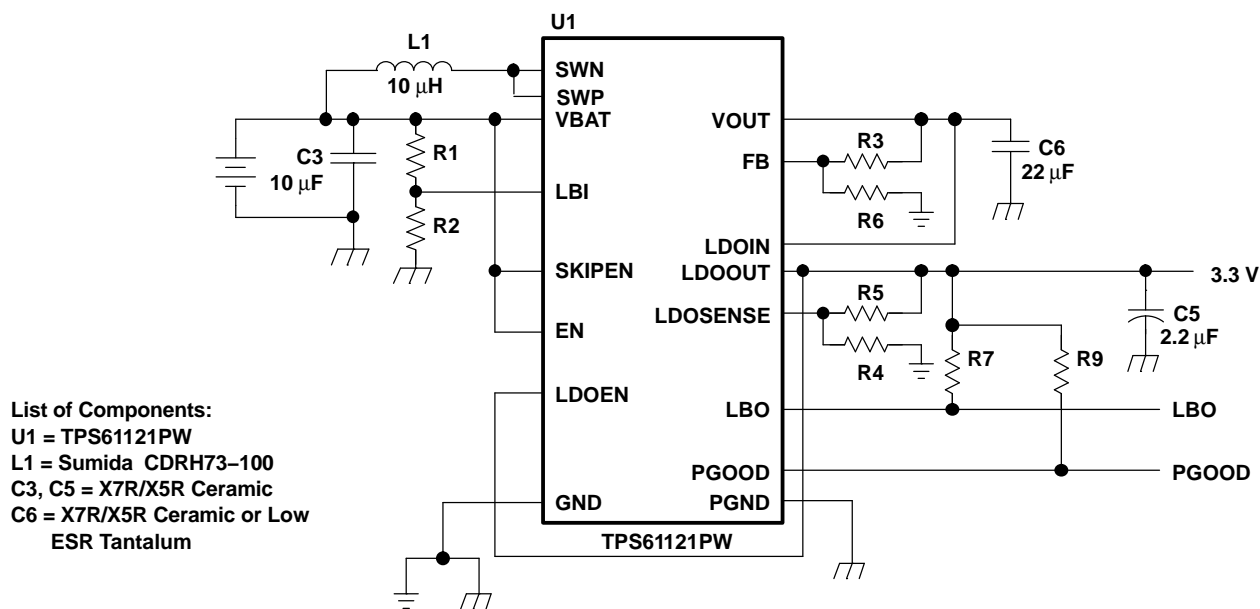 U1
L1
10 μH
SWN
SWP
VBAT
VOUT
C3
10 μF
R1
R3
C6
22 μF
FB
LBI
R6
R2
LDOIN
SKIPEN
LDOOUT
3.3 V
R5
LDOSENSE
C5
2.2 μF
EN
R4
R7
R9
LDOEN
LBO
LBO
PGOOD
PGOOD
GND
PGND
TPS61121PW
List of Components:
U1 = TPS61121PW
L1 = Sumida CDRH73–100
C3, C5 = X7R/X5R Ceramic
C6 = X7R/X5R Ceramic or Low
ESR Tantalum